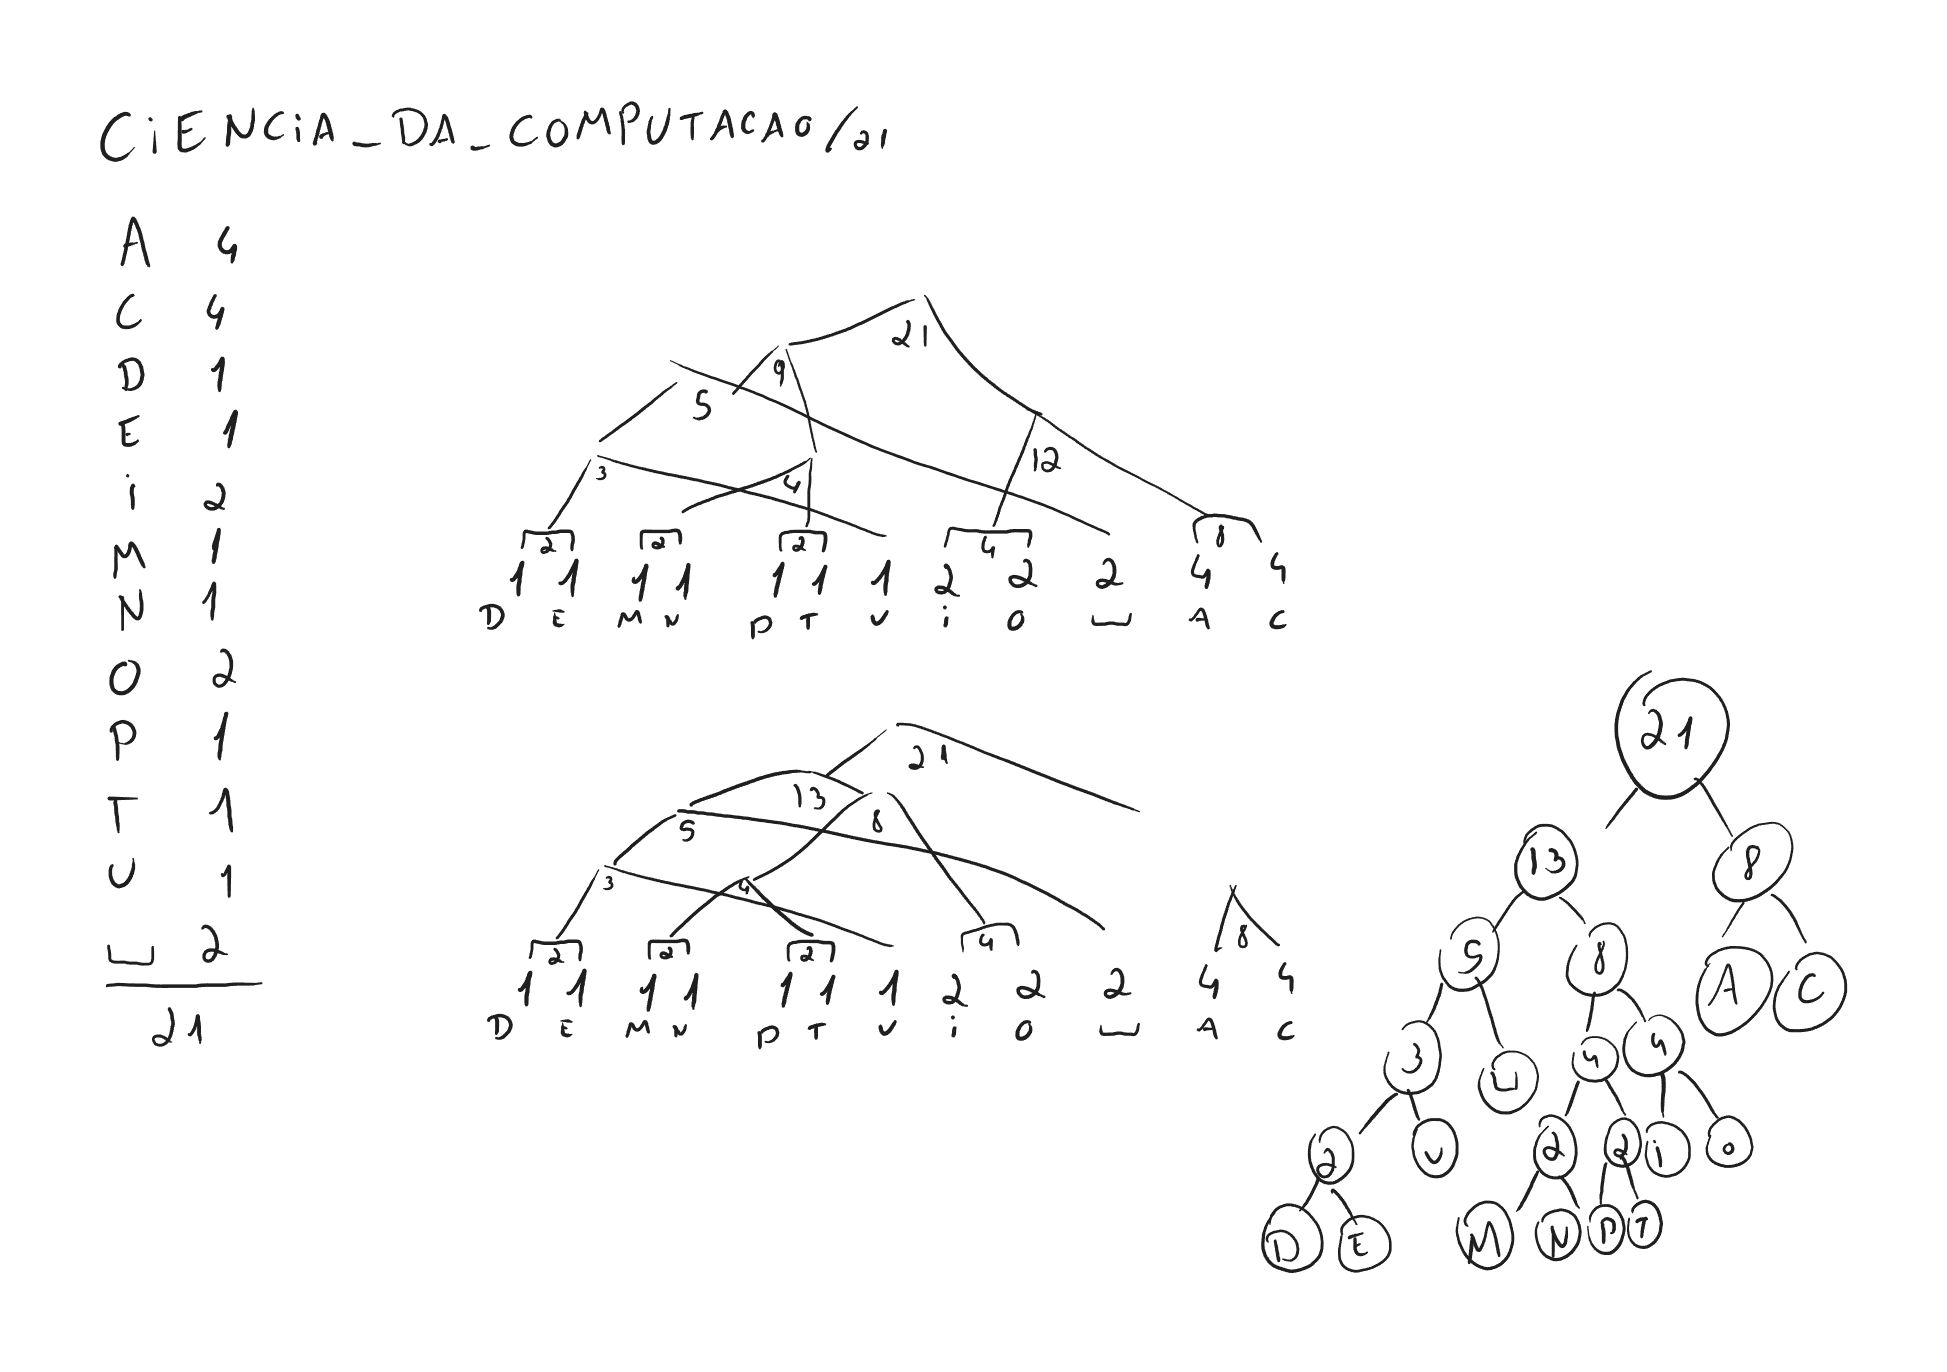 CiENCiA_DA_COMPUTACAO/21
A 4
C 4
D 1
E 1
i 2
M 1
N 1
O 2
P 1
T 1
U 1
⌴ 2
21
21
9
5
12
3 4
2 2 2 4 8
1 1 1 1 1 1 1 2 2 2 4 4
D E M N P T U i O ⌴ A C
21
13
5 8
3 4
2 2 2 4 8
1 1 1 1 1 1 1 2 2 2 4 4
D E M N P T U i O ⌴ A C
21
13 8
5 8 A C
3 ⌴ 4 4
2 U 2 2 i O
D E M N P T